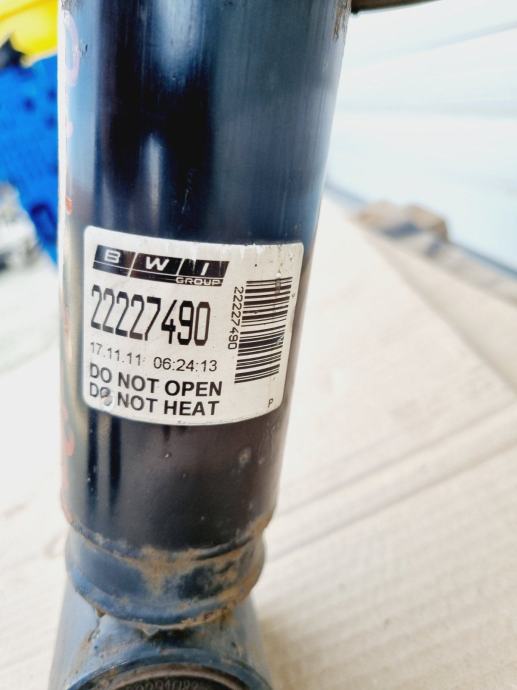 BWI
GROUP
22227490
22227490
17.11.11 06:24:13
DO NOT OPEN
DO NOT HEAT
P